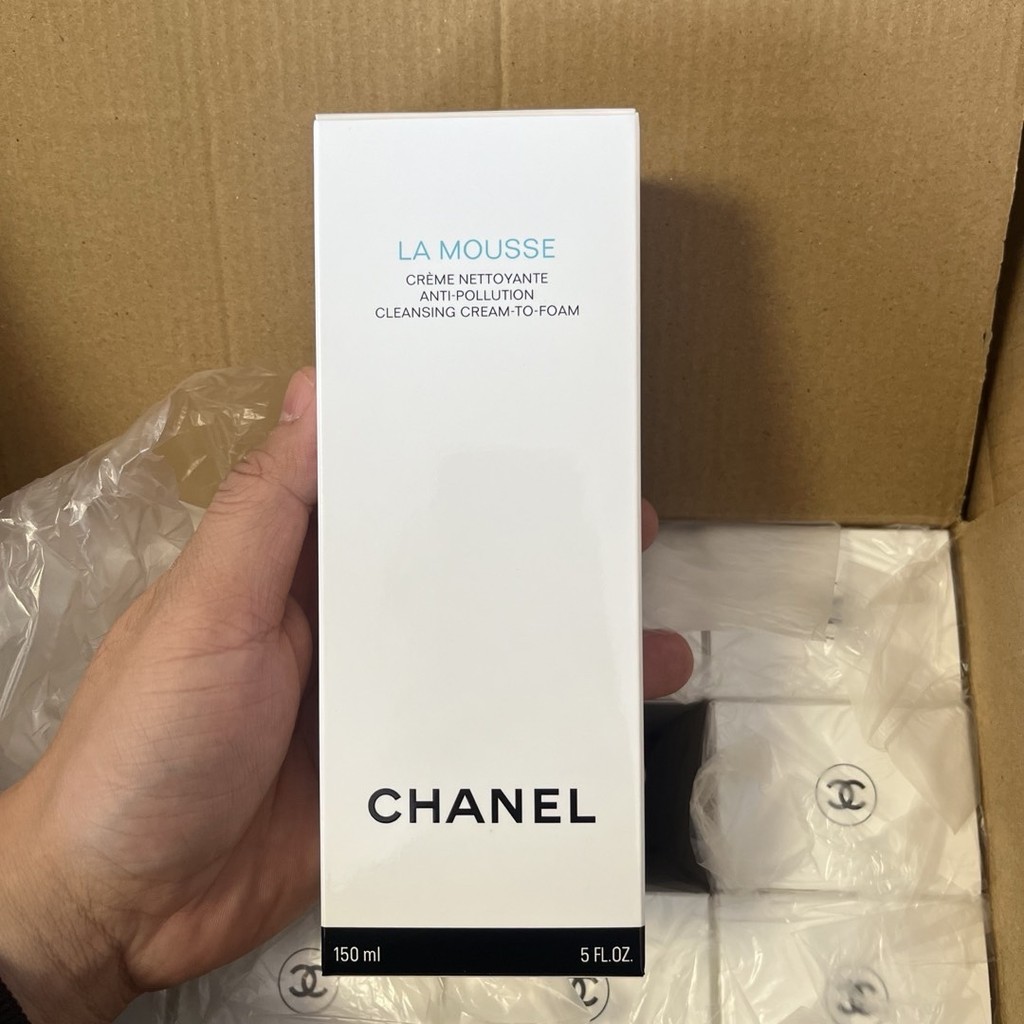 LA MOUSSE
CRÈME NETTOYANTE
ANTI-POLLUTION
CLEANSING CREAM-TO-FOAM
CHANEL
150 ml 5 FL.OZ.